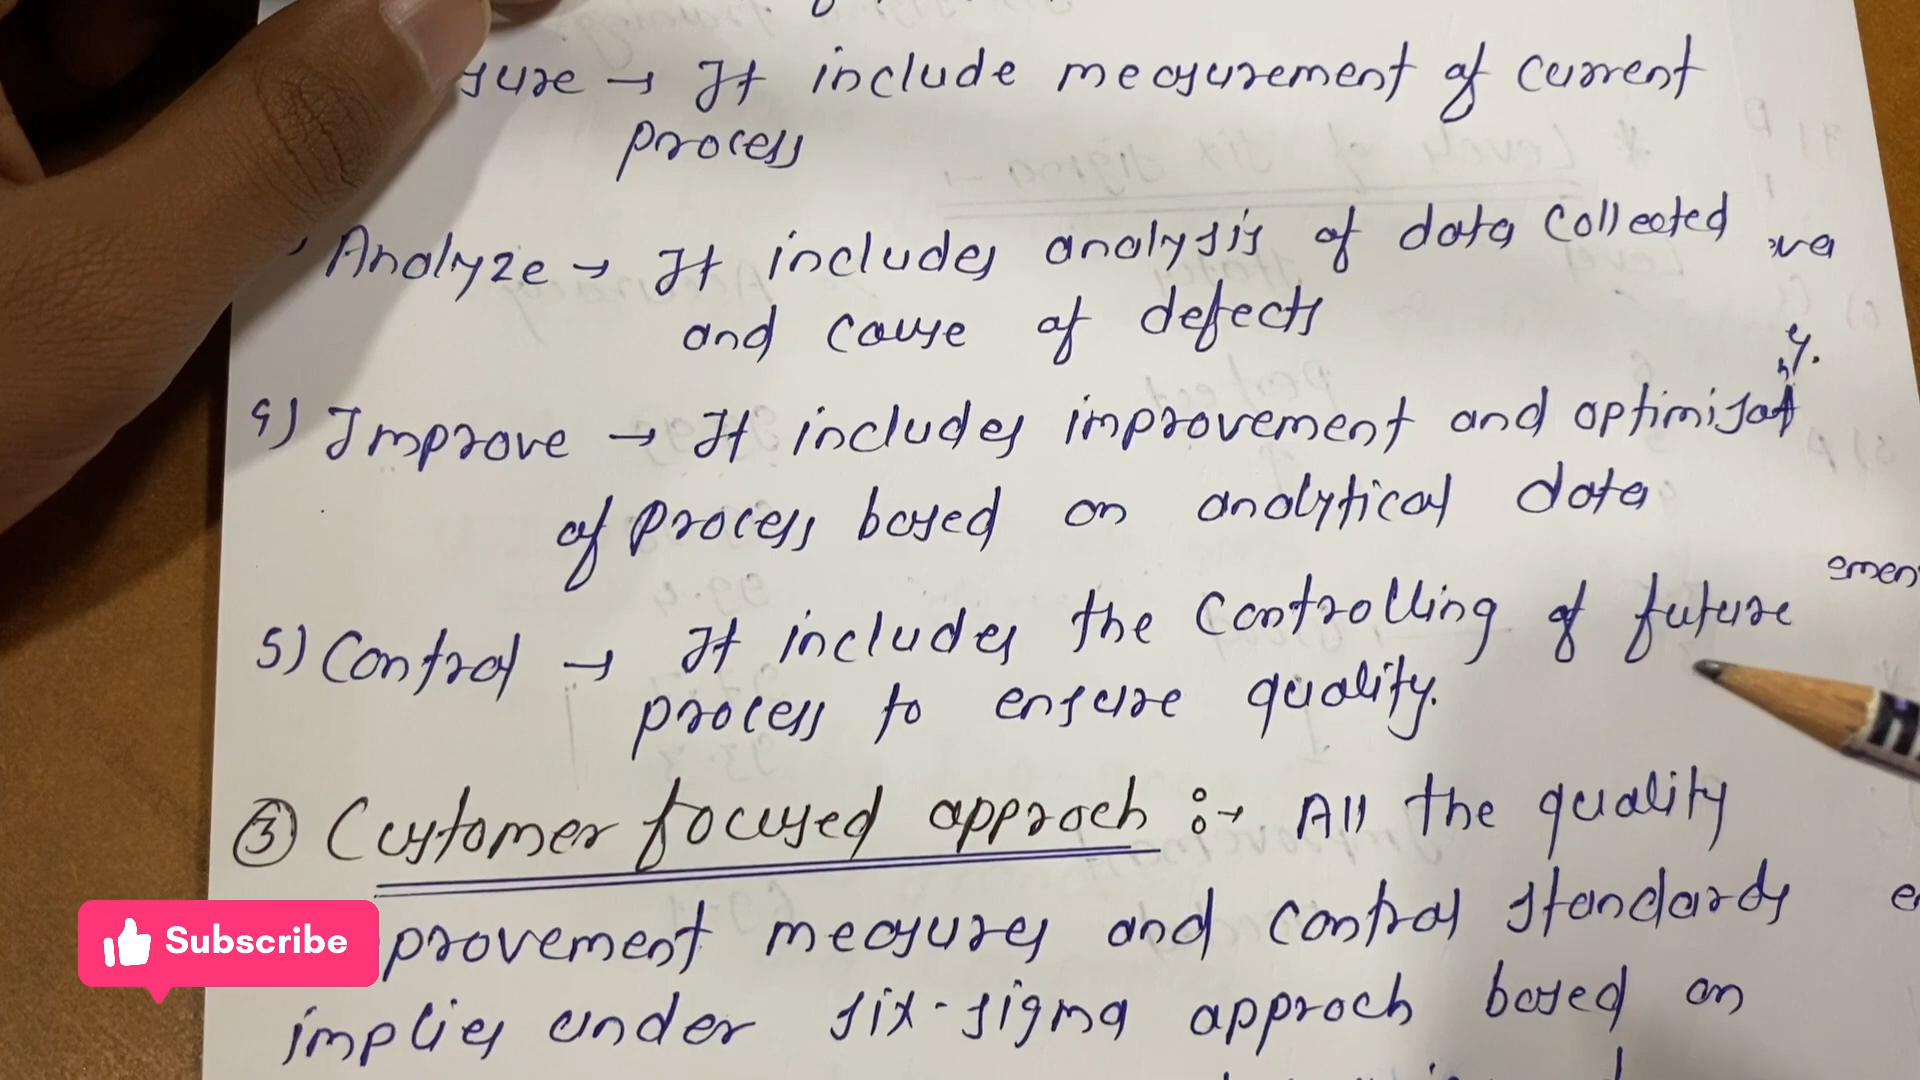 sure → It include measurement of current
process
Analyze → It includes analysis of data collected
and cause of defects
4) Improve → It includes improvement and optimisat
of process based on analytical data
5) Control → It includes the controlling of future
process to ensure quality.
③ Customer focused approch :→ All the quality
provement measures and control standards
implies under six-sigma approch based on
Subscribe